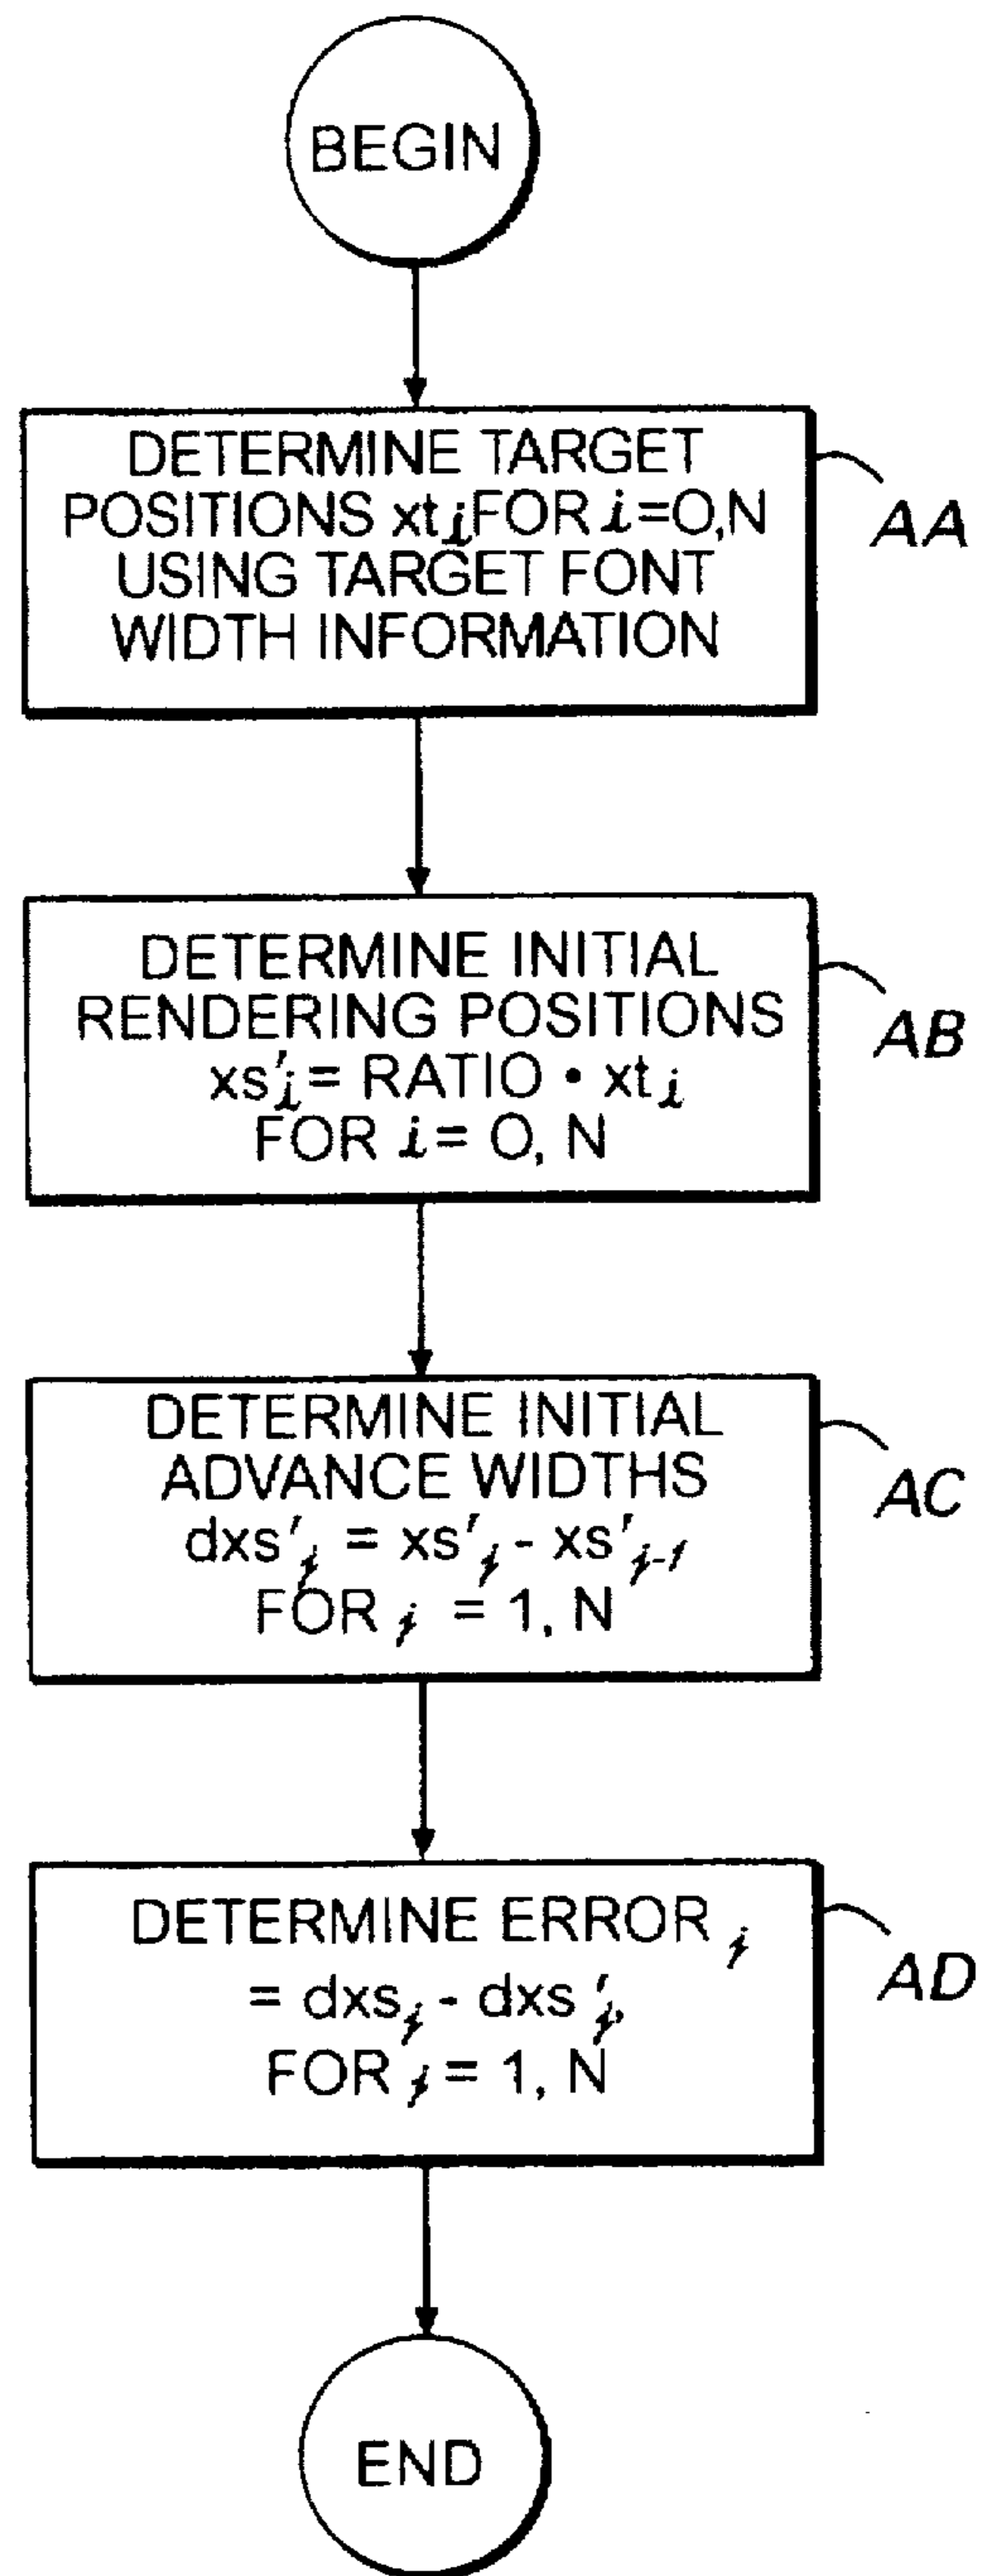 BEGIN
DETERMINE TARGET
POSITIONS xt i FOR i=0,N
USING TARGET FONT
WIDTH INFORMATION
AA
DETERMINE INITIAL
RENDERING POSITIONS
xs'i = RATIO • xt i
FOR i = 0, N
AB
DETERMINE INITIAL
ADVANCE WIDTHS
dxs'j = xs'j - xs'j-1
FOR j = 1, N
AC
DETERMINE ERROR j
= dxsj - dxs'j,
FOR j = 1, N
AD
END